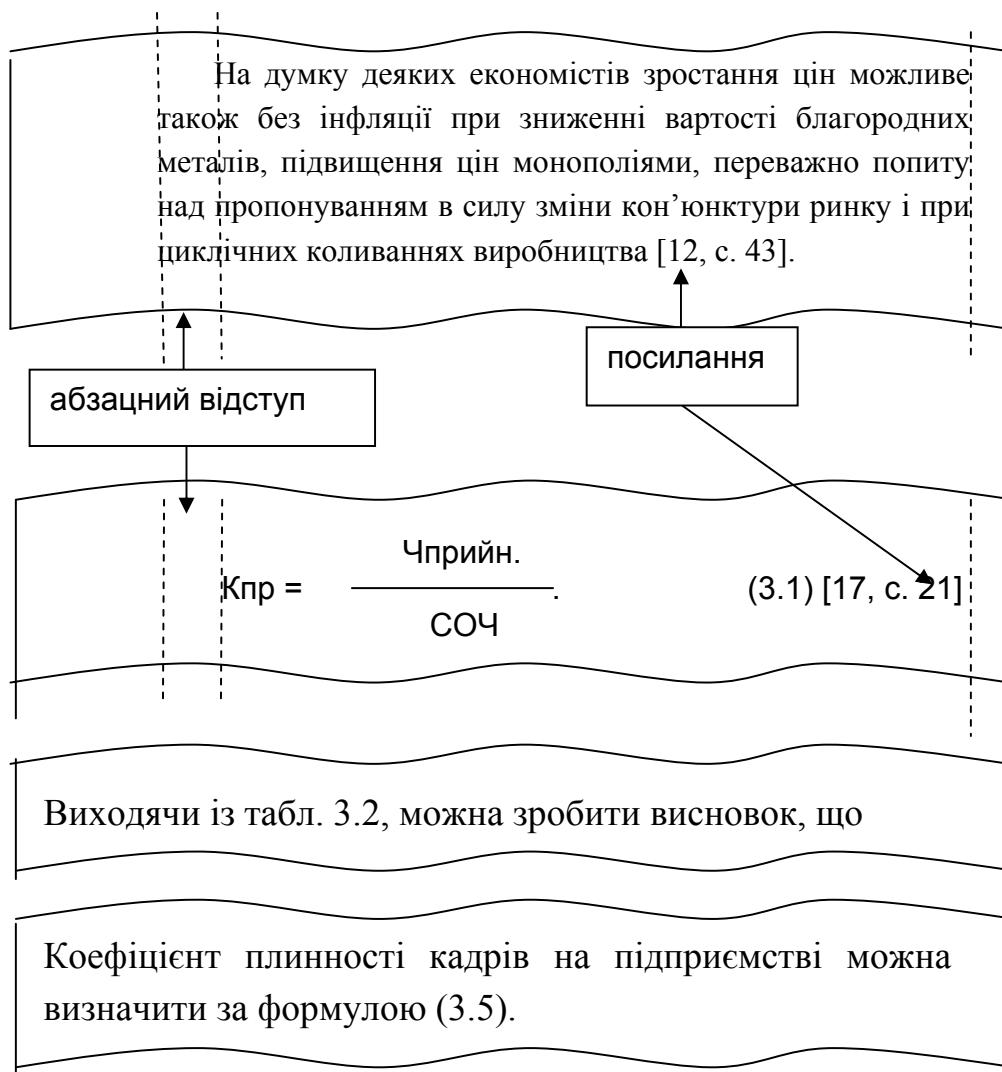 На думку деяких економістів зростання цін можливе
також без інфляції при зниженні вартості благородних
металів, підвищення цін монополіями, переважно попиту
над пропонуванням в силу зміни кон’юнктури ринку і при
циклічних коливаннях виробництва [12, с. 43].
посилання
абзацний відступ
Чприйн.
Кпр = . (3.1) [17, с. 21]
СОЧ
Виходячи із табл. 3.2, можна зробити висновок, що
Коефіцієнт плинності кадрів на підприємстві можна
визначити за формулою (3.5).